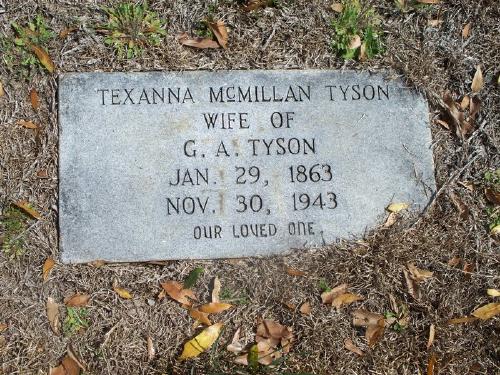 TEXANNA McMILLAN TYSON
WIFE OF
G. A. TYSON
JAN. 29, 1863
NOV. 30, 1943
OUR LOVED ONE.